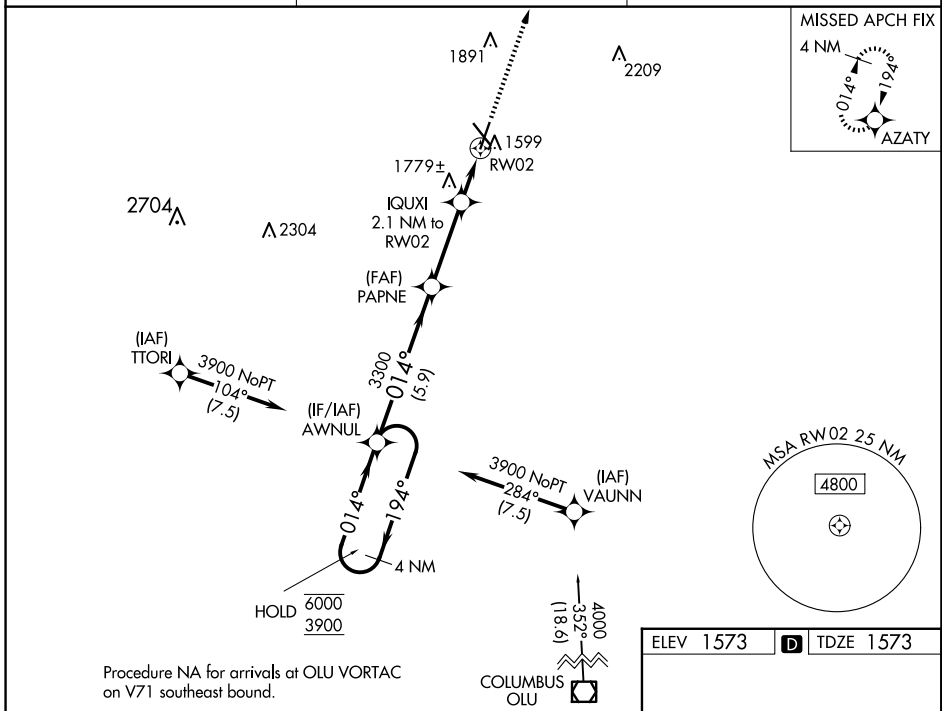 MISSED APCH FIX
4 NM
014°
194°
AZATY
1891
2209
1599
RW02
1779±
IQUXI
2.1 NM to
RW02
2704
2304
(FAF)
PAPNE
(IAF)
TTORI
3900 NoPT
104°
(7.5)
3300
014°
(5.9)
(IF/IAF)
AWNUL
014°
194°
4 NM
HOLD
6000
3900
3900 NoPT
284°
(7.5)
(IAF)
VAUNN
MSA RW02 25 NM
4800
4000
352°
(18.6)
COLUMBUS
OLU
Procedure NA for arrivals at OLU VORTAC
on V71 southeast bound.
ELEV 1573 D TDZE 1573